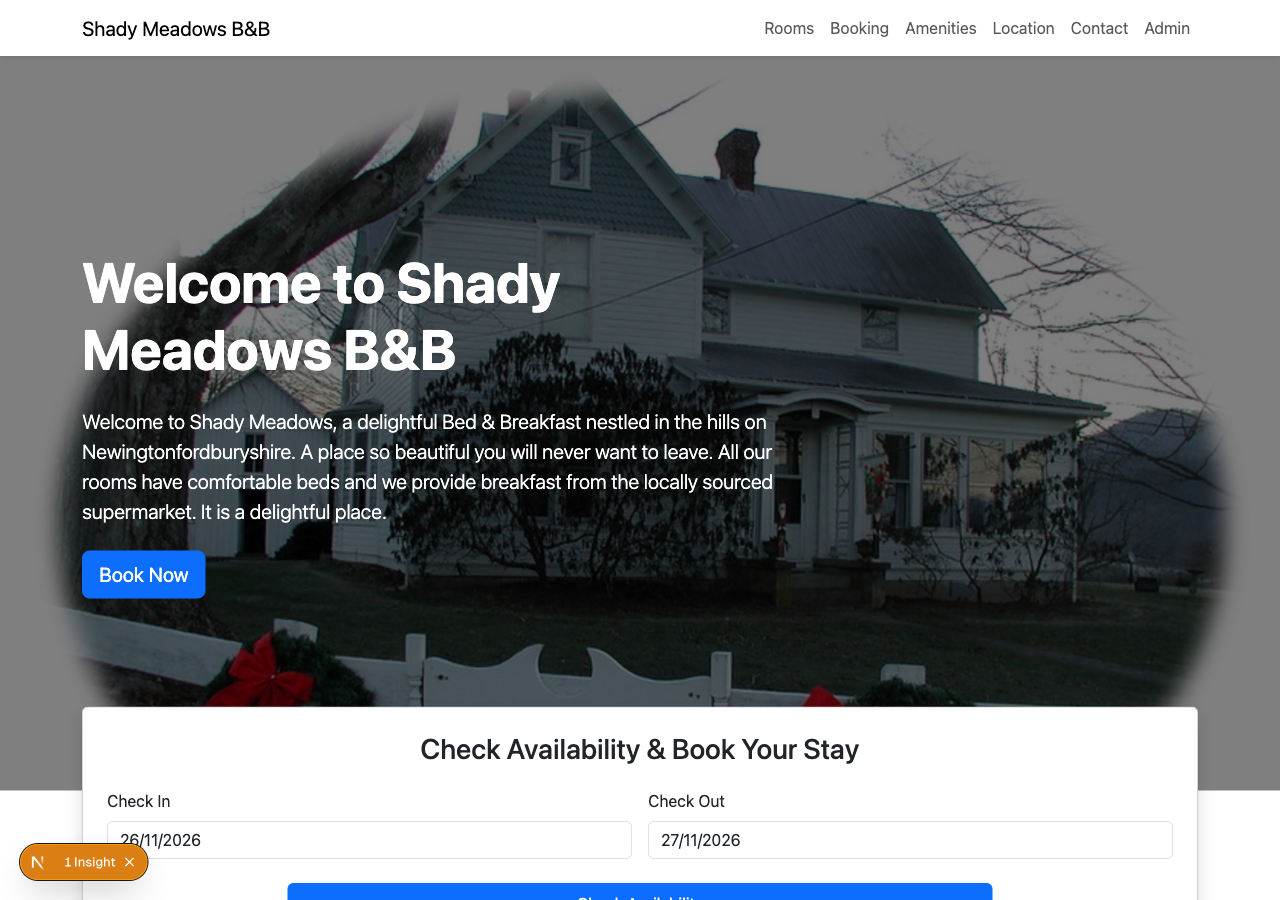 Shady Meadows B&B
Rooms Booking Amenities Location Contact Admin
Welcome to Shady
Meadows B&B
Welcome to Shady Meadows, a delightful Bed & Breakfast nestled in the hills on
Newingtonfordburyshire. A place so beautiful you will never want to leave. All our
rooms have comfortable beds and we provide breakfast from the locally sourced
supermarket. It is a delightful place.
Book Now
Check Availability & Book Your Stay
Check In
Check Out
26/11/2026
27/11/2026
1 Insight
Check Availability